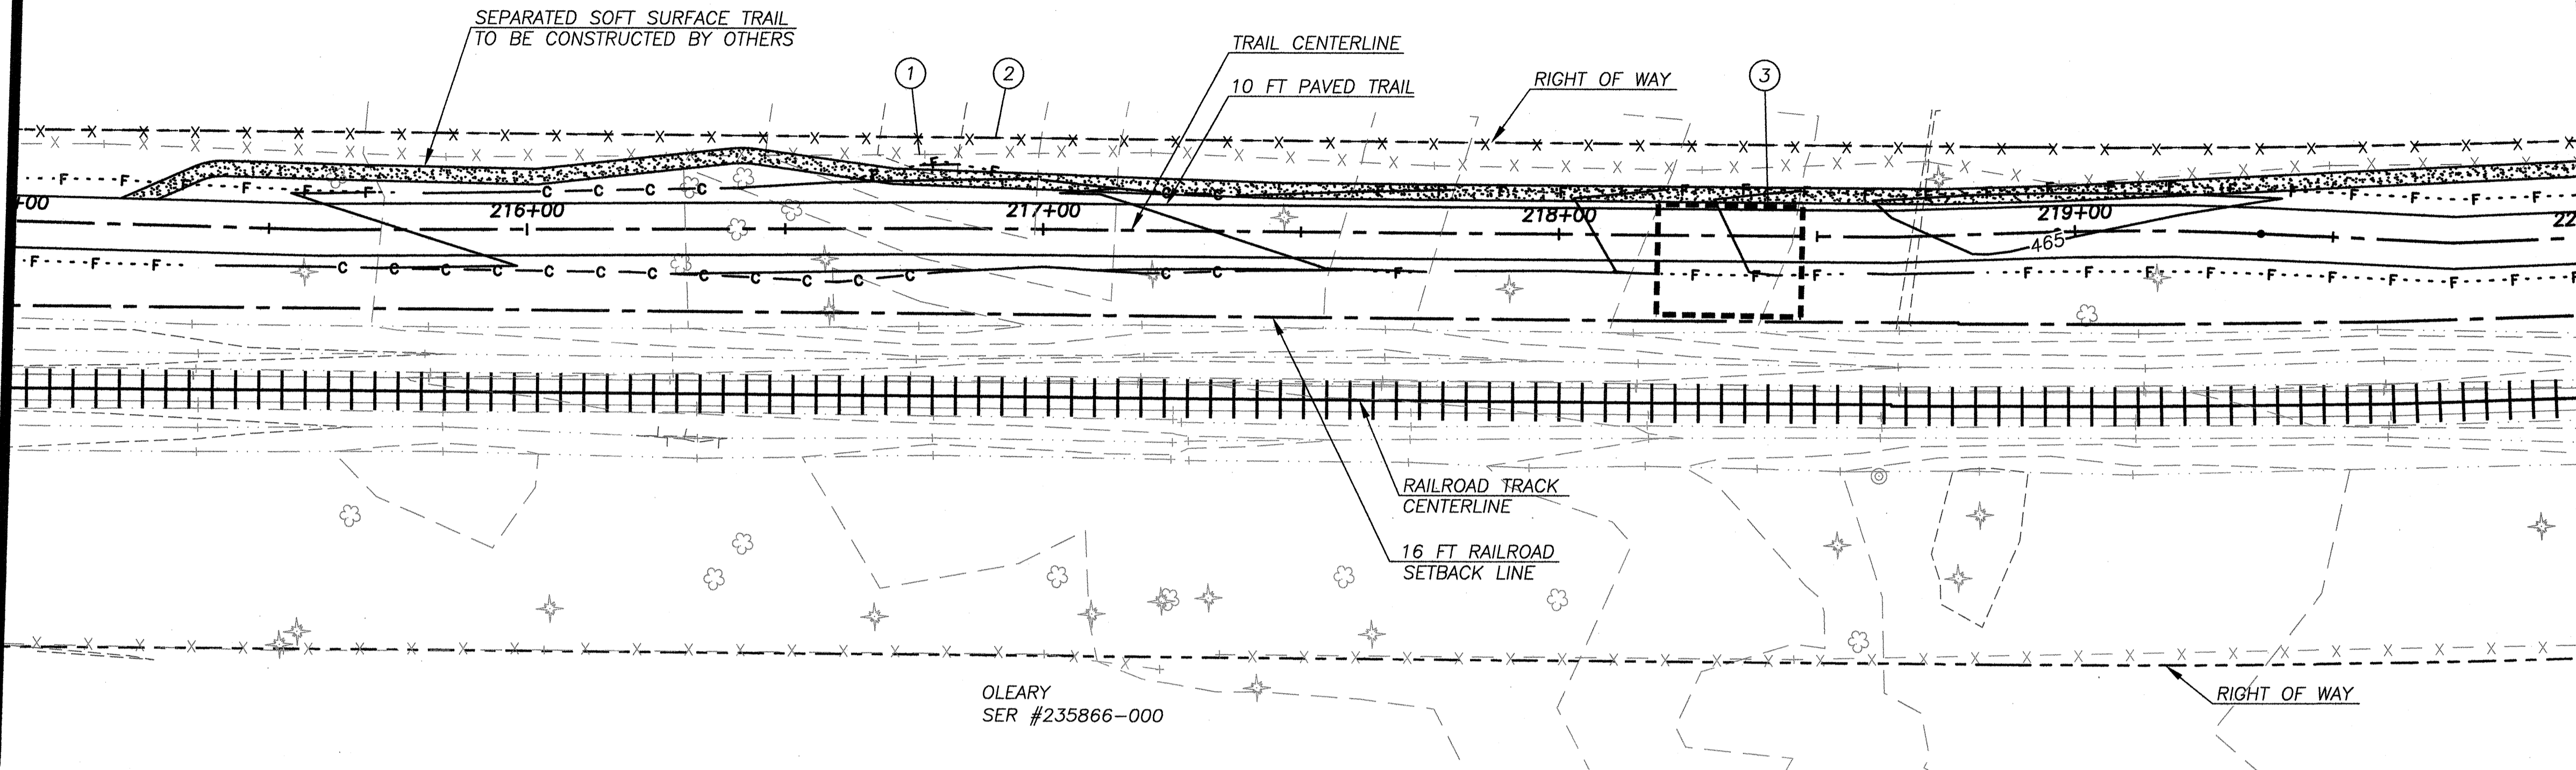 SEPARATED SOFT SURFACE TRAIL
TO BE CONSTRUCTED BY OTHERS
1
2
TRAIL CENTERLINE
10 FT PAVED TRAIL
RIGHT OF WAY
3
+00
216+00
217+00
218+00
219+00
22
465
RAILROAD TRACK
CENTERLINE
16 FT RAILROAD
SETBACK LINE
OLEARY
SER #235866-000
RIGHT OF WAY